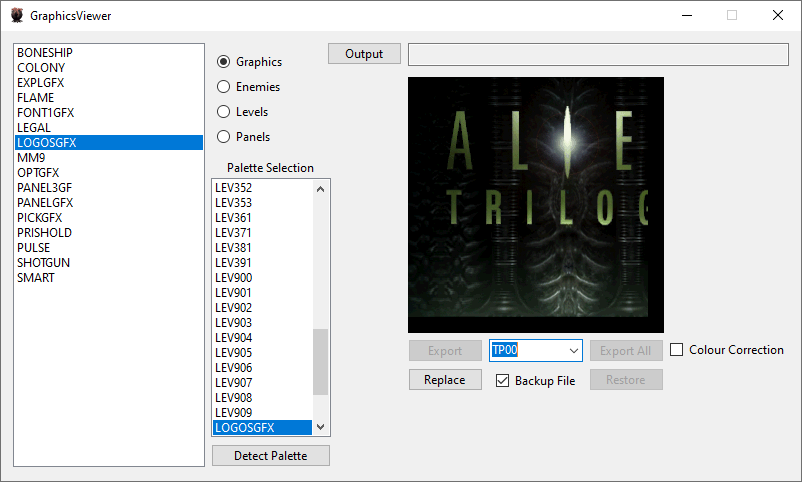 GraphicsViewer
BONESHIP
COLONY
EXPLGFX
FLAME
FONT1GFX
LEGAL
LOGOSGFX
MM9
OPTGFX
PANEL3GF
PANELGFX
PICKGFX
PRISHOLD
PULSE
SHOTGUN
SMART
Graphics
Enemies
Levels
Panels
Palette Selection
LEV352
LEV353
LEV361
LEV371
LEV381
LEV391
LEV900
LEV901
LEV902
LEV903
LEV904
LEV905
LEV906
LEV907
LEV908
LEV909
LOGOSGFX
Detect Palette
Output
ALIE
TRILOG
Export
TP00
Export All
Colour Correction
Replace
Backup File
Restore